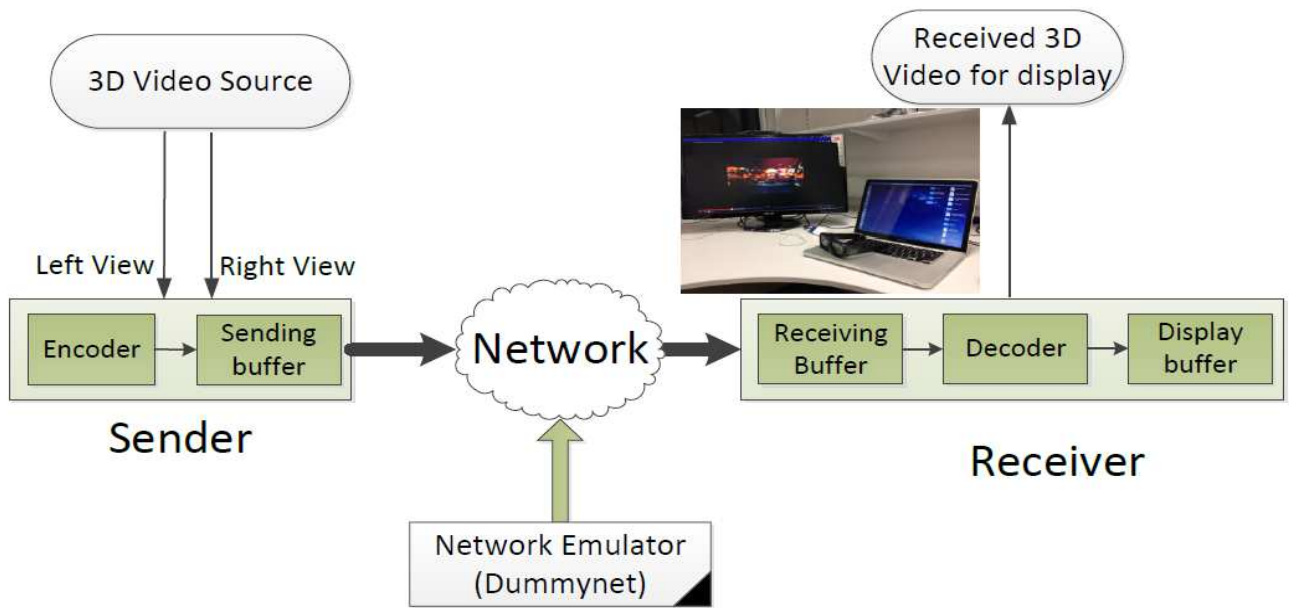 3D Video Source
Received 3D
Video for display
Left View
Right View
Encoder
Sending
buffer
Network
Receiving
Buffer
Decoder
Display
buffer
Sender
Receiver
Network Emulator
(Dummynet)